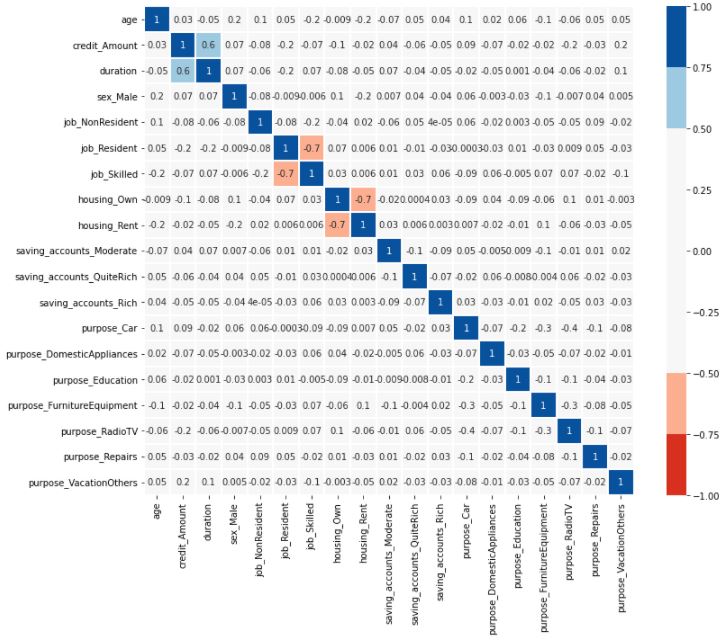 age 1 0.03 -0.05 0.2 0.1 0.05 -0.2 -0.009 -0.2 -0.07 0.05 0.04 0.1 0.02 0.06 -0.1 -0.06 0.05 0.05
credit_Amount 0.03 1 0.6 0.07 -0.08 -0.2 -0.07 -0.1 -0.02 0.04 -0.06 -0.05 0.09 -0.07 -0.02 -0.02 -0.2 -0.03 0.2
duration -0.05 0.6 1 0.07 -0.06 -0.2 0.07 -0.08 -0.05 0.07 -0.04 -0.05 -0.02 -0.05 0.001 -0.04 -0.06 -0.02 0.1
sex_Male 0.2 0.07 0.07 1 -0.08 -0.009 -0.006 0.1 -0.2 0.007 0.04 -0.04 0.06 -0.003 -0.03 -0.1 -0.007 0.04 0.005
job_NonResident 0.1 -0.08 -0.06 -0.08 1 -0.08 -0.2 -0.04 0.02 -0.06 0.05 4e-05 0.06 -0.02 0.003 -0.05 -0.05 0.09 -0.02
job_Resident 0.05 -0.2 -0.2 -0.009 -0.08 1 -0.7 0.07 0.006 0.01 -0.01 -0.03 -0.0003 -0.03 0.01 -0.03 0.009 0.05 -0.03
job_Skilled -0.2 -0.07 0.07 -0.006 -0.2 -0.7 1 0.03 0.006 0.01 0.03 0.06 -0.09 0.06 -0.005 0.07 0.07 -0.02 -0.1
housing_Own -0.009 -0.1 -0.08 0.1 -0.04 0.07 0.03 1 -0.7 -0.02 0.0004 0.03 -0.09 0.04 -0.09 -0.06 0.1 0.01 -0.003
housing_Rent -0.2 -0.02 -0.05 -0.2 0.02 0.006 0.006 -0.7 1 0.03 0.006 0.003 0.007 -0.02 -0.01 0.1 -0.06 -0.03 -0.05
saving_accounts_Moderate -0.07 0.04 0.07 0.007 -0.06 0.01 0.01 -0.02 0.03 1 -0.1 -0.09 0.05 -0.005 0.009 -0.1 -0.01 0.01 0.02
saving_accounts_QuiteRich 0.05 -0.06 -0.04 0.04 0.05 -0.01 0.03 0.0004 0.006 -0.1 1 -0.07 -0.02 0.06 -0.008 -0.004 0.06 -0.02 -0.03
saving_accounts_Rich 0.04 -0.05 -0.05 -0.04 4e-05 -0.03 0.06 0.03 0.003 -0.09 -0.07 1 0.03 -0.03 -0.01 0.02 -0.05 0.03 -0.03
purpose_Car 0.1 0.09 -0.02 0.06 0.06 -0.0003 -0.09 -0.09 0.007 0.05 -0.02 0.03 1 -0.07 -0.2 -0.3 -0.4 -0.1 -0.08
purpose_DomesticAppliances 0.02 -0.07 -0.05 -0.003 -0.02 -0.03 0.06 0.04 -0.02 -0.005 0.06 -0.03 -0.07 1 -0.03 -0.05 -0.07 -0.02 -0.01
purpose_Education 0.06 -0.02 0.001 -0.03 0.003 0.01 -0.005 -0.09 -0.01 -0.009 -0.008 -0.01 -0.2 -0.03 1 -0.1 -0.1 -0.04 -0.03
purpose_FurnitureEquipment -0.1 -0.02 -0.04 -0.1 -0.05 -0.03 0.07 -0.06 0.1 -0.1 -0.004 0.02 -0.3 -0.05 -0.1 1 -0.3 -0.08 -0.05
purpose_RadioTV -0.06 -0.2 -0.06 -0.007 -0.05 0.009 0.07 0.1 -0.06 -0.01 0.06 -0.05 -0.4 -0.07 -0.1 -0.3 1 -0.1 -0.07
purpose_Repairs 0.05 -0.03 -0.02 0.04 0.09 0.05 -0.02 0.01 -0.03 0.01 -0.02 0.03 -0.1 -0.02 -0.04 -0.08 -0.1 1 -0.02
purpose_VacationOthers 0.05 0.2 0.1 0.005 -0.02 -0.03 -0.1 -0.003 -0.05 0.02 -0.03 -0.03 -0.08 -0.01 -0.03 -0.05 -0.07 -0.02 1
age credit_Amount duration sex_Male job_NonResident job_Resident job_Skilled housing_Own housing_Rent saving_accounts_Moderate saving_accounts_QuiteRich saving_accounts_Rich purpose_Car purpose_DomesticAppliances purpose_Education purpose_FurnitureEquipment purpose_RadioTV purpose_Repairs purpose_VacationOthers
1.00
0.75
0.50
0.25
0.00
−0.25
−0.50
−0.75
−1.00